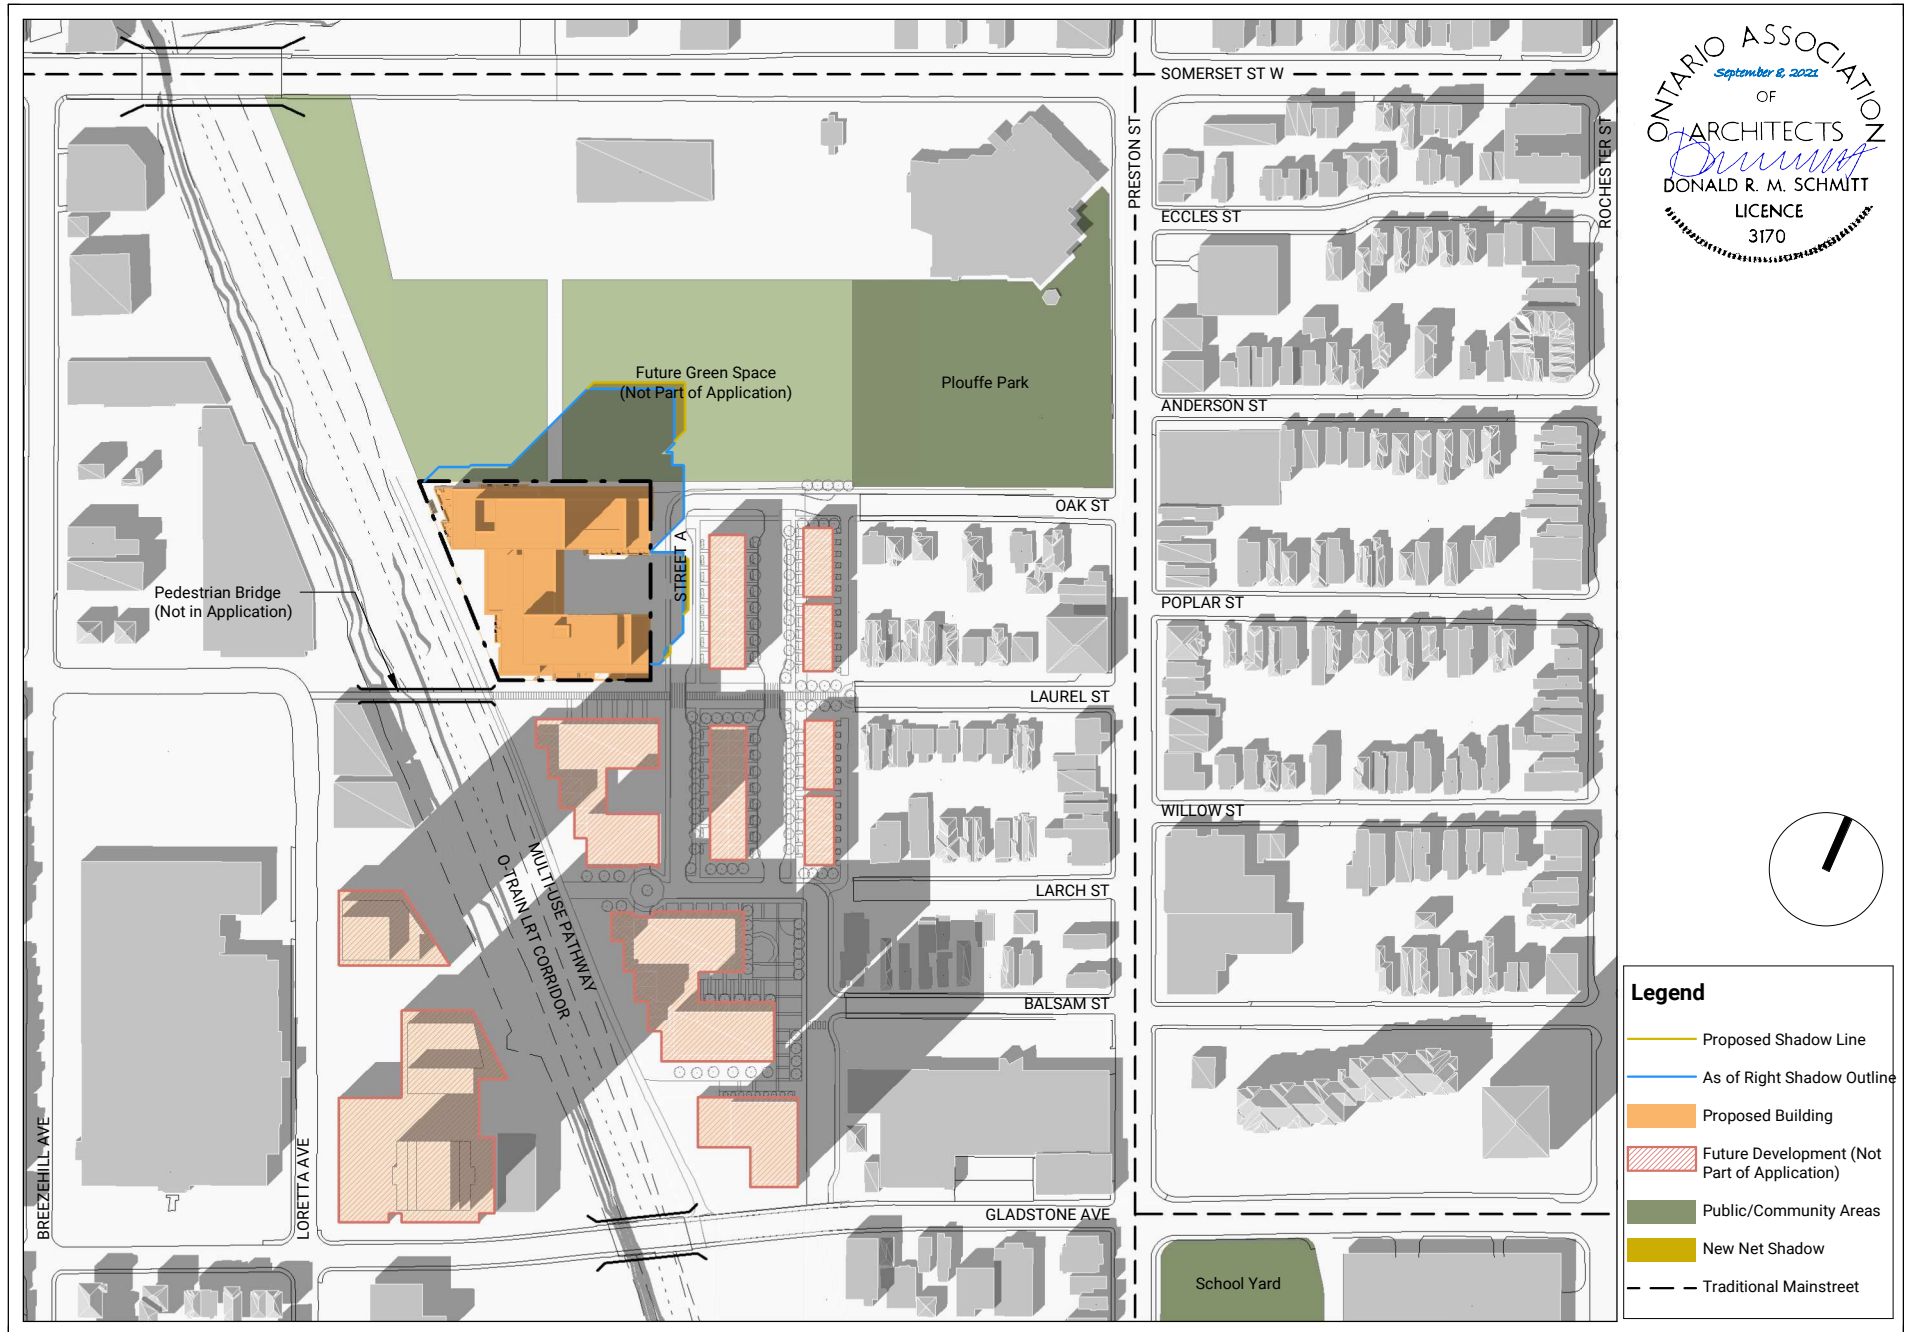 SOMERSET ST W
PRESTON ST
ROCHESTER ST
ECCLES ST
Future Green Space
(Not Part of Application)
Plouffe Park
ANDERSON ST
OAK ST
STREET A
Pedestrian Bridge
(Not in Application)
POPLAR ST
LAUREL ST
WILLOW ST
MULTI-USE PATHWAY
O-TRAIN LRT CORRIDOR
LARCH ST
BALSAM ST
BREEZEHILL AVE
LORETTA AVE
GLADSTONE AVE
School Yard
ONTARIO ASSOCIATION
September 8, 2021
OF
ARCHITECTS
DONALD R. M. SCHMITT
LICENCE
3170
Legend
Proposed Shadow Line
As of Right Shadow Outline
Proposed Building
Future Development (Not
Part of Application)
Public/Community Areas
New Net Shadow
Traditional Mainstreet